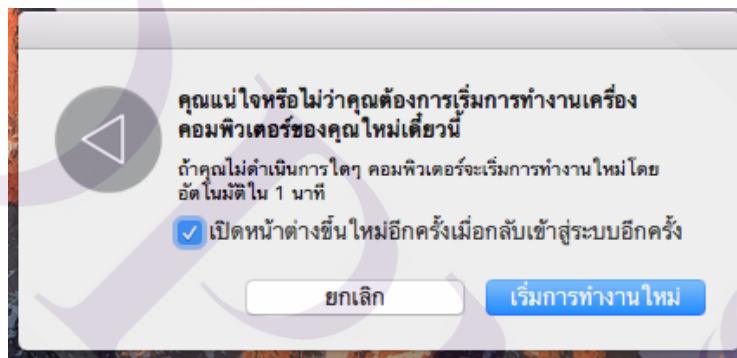 คุณแน่ใจหรือไม่ว่าคุณต้องการเริ่มการทำงานเครื่อง
คอมพิวเตอร์ของคุณใหม่เดี๋ยวนี้
ถ้าคุณไม่ดำเนินการใดๆ คอมพิวเตอร์จะเริ่มการทำงานใหม่โดย
อัตโนมัติใน 1 นาที
เปิดหน้าต่างขึ้นใหม่อีกครั้งเมื่อกลับเข้าสู่ระบบอีกครั้ง
ยกเลิก
เริ่มการทำงานใหม่